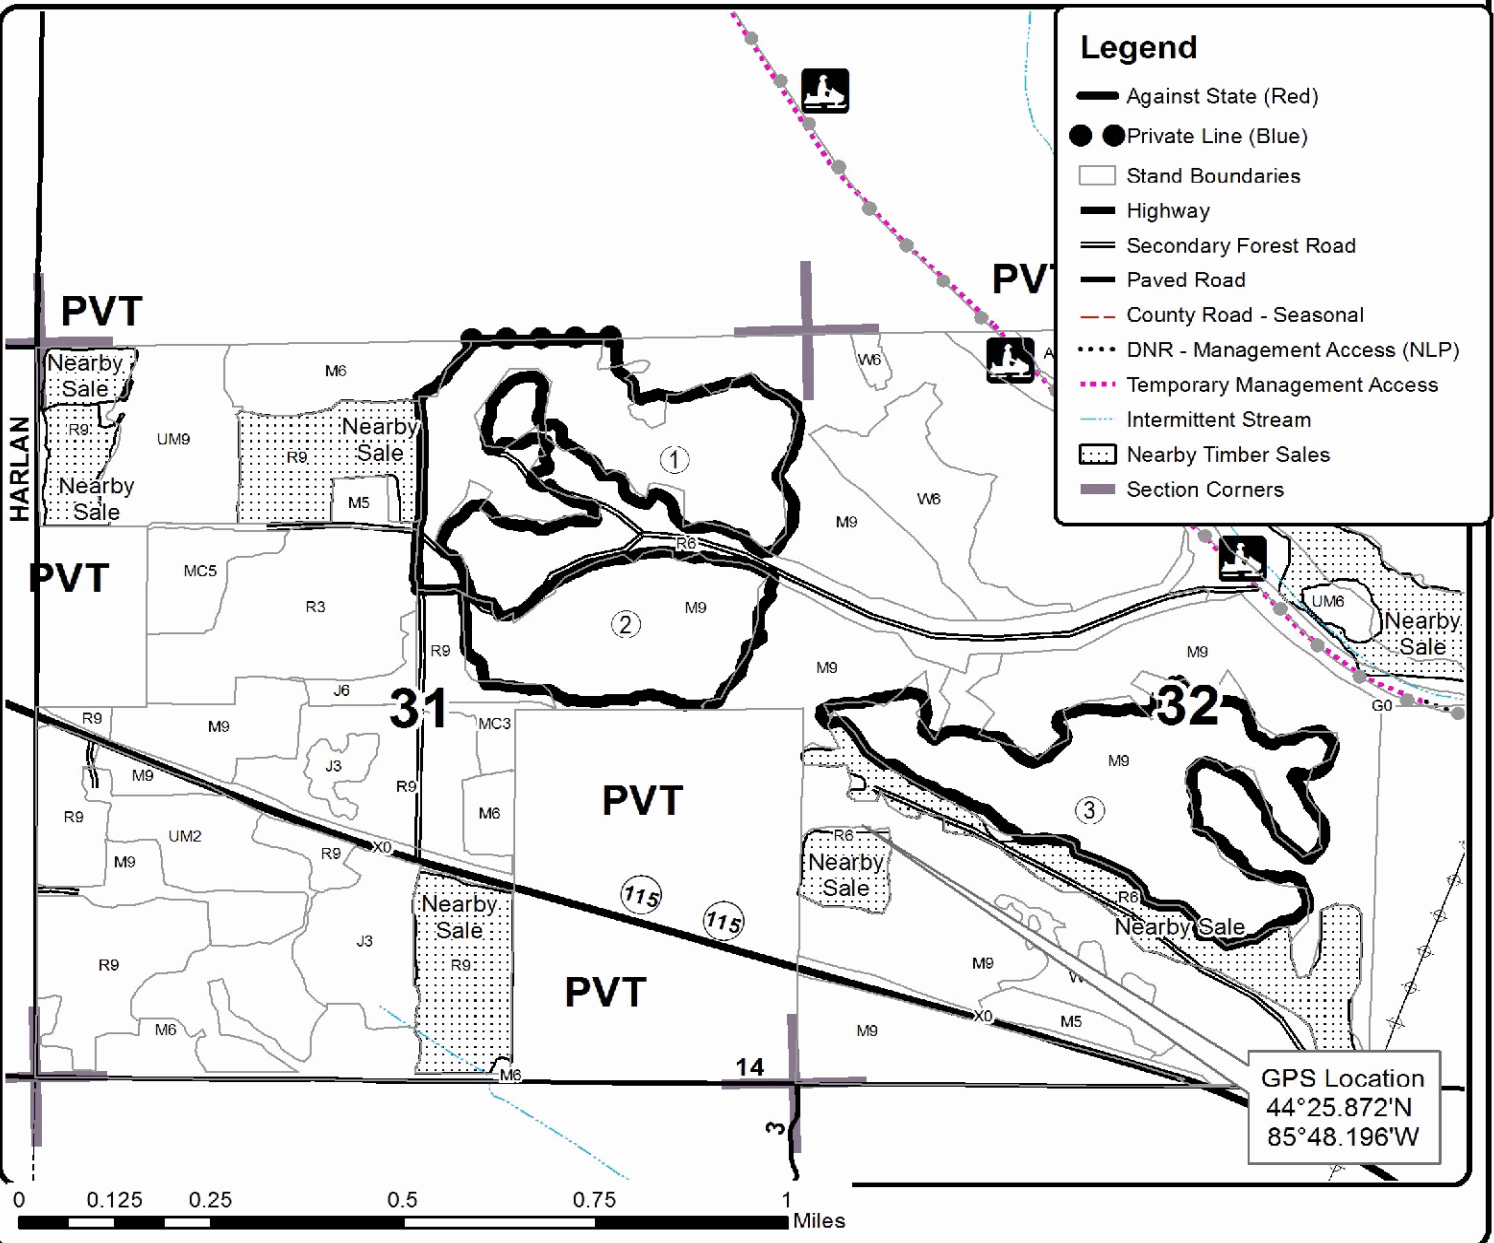 Legend
Against State (Red)
Private Line (Blue)
Stand Boundaries
Highway
Secondary Forest Road
Paved Road
County Road - Seasonal
DNR - Management Access (NLP)
Temporary Management Access
Intermittent Stream
Nearby Timber Sales
Section Corners
PVT
PVT
Nearby
Sale
M6
W6
A
R9
UM9
R9
Nearby
Sale
1
Nearby
Sale
M5
HARLAN
M9
W6
R6
PVT
MC5
R3
2
M9
UM6
Nearby
Sale
R9
M9
M9
J6
31
32
G0
R9
M9
MC3
J3
M9
R9
M9
PVT
3
R9
M6
UM2
R6
M9
R9
X0
Nearby
Sale
115
115
Nearby
Sale
R6
Nearby Sale
J3
R9
R9
M9
W
PVT
M6
M9
X0
M5
M6
14
3
GPS Location
44°25.872'N
85°48.196'W
0 0.125 0.25 0.5 0.75 1
Miles